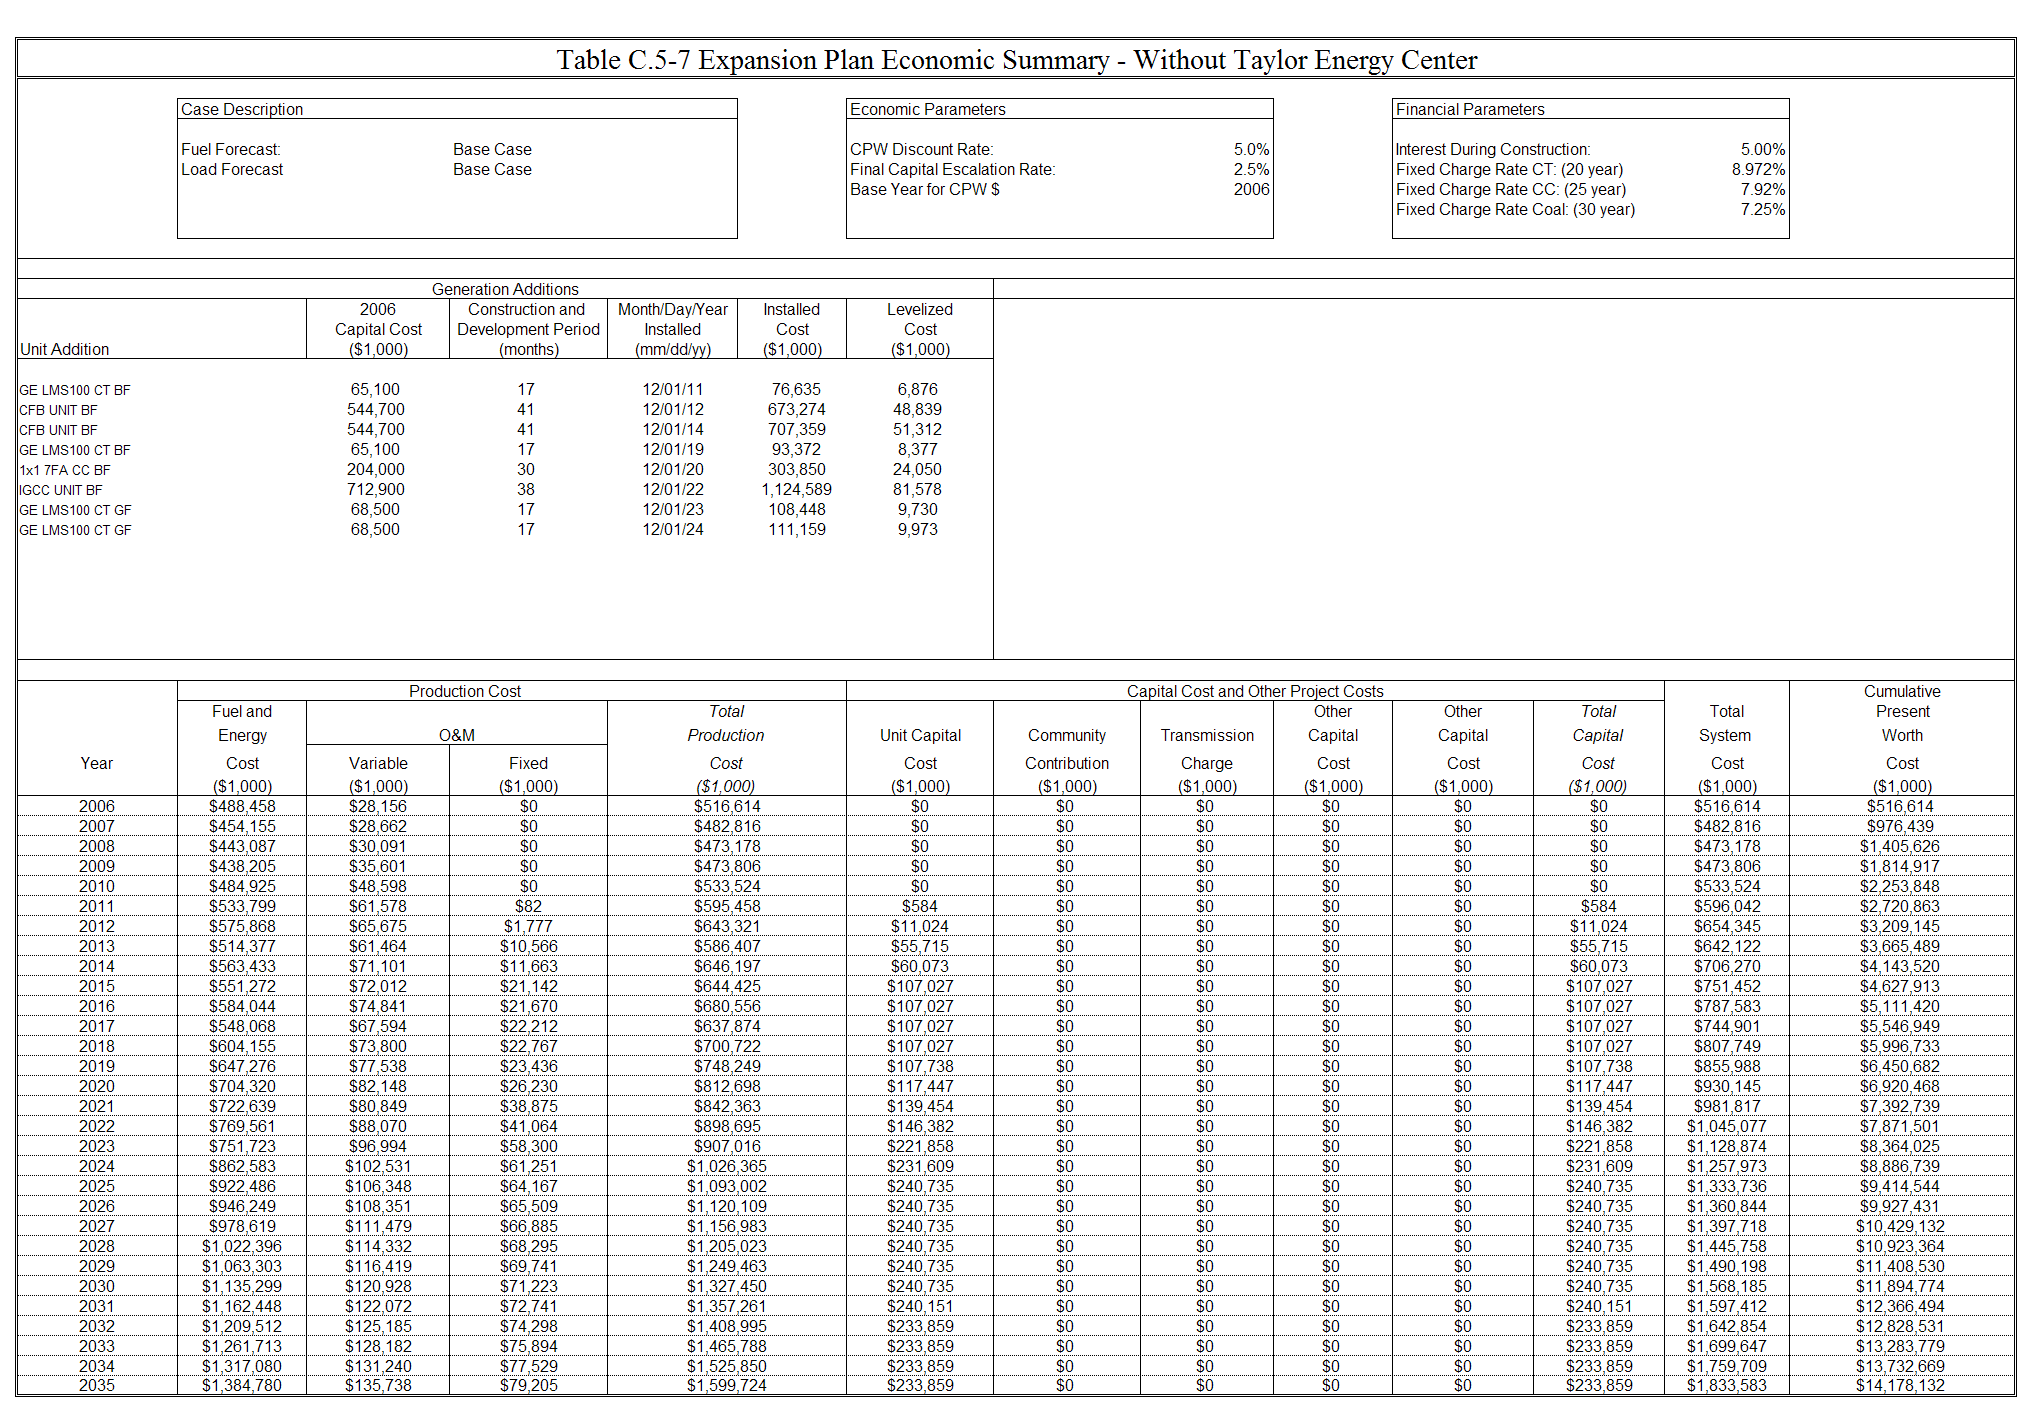 Table C.5-7 Expansion Plan Economic Summary - Without Taylor Energy Center
Case Description Economic Parameters Financial Parameters
Fuel Forecast: Base Case CPW Discount Rate: 5.0% Interest During Construction: 5.00%
Load Forecast Base Case Final Capital Escalation Rate: 2.5% Fixed Charge Rate CT: (20 year) 8.972%
Base Year for CPW $ 2006 Fixed Charge Rate CC: (25 year) 7.92%
Fixed Charge Rate Coal: (30 year) 7.25%
Generation Additions
2006 Construction and Month/Day/Year Installed Levelized
Capital Cost Development Period Installed Cost Cost
Unit Addition ($1,000) (months) (mm/dd/yy) ($1,000) ($1,000)
GE LMS100 CT BF 65,100 17 12/01/11 76,635 6,876
CFB UNIT BF 544,700 41 12/01/12 673,274 48,839
CFB UNIT BF 544,700 41 12/01/14 707,359 51,312
GE LMS100 CT BF 65,100 17 12/01/19 93,372 8,377
1x1 7FA CC BF 204,000 30 12/01/20 303,850 24,050
IGCC UNIT BF 712,900 38 12/01/22 1,124,589 81,578
GE LMS100 CT GF 68,500 17 12/01/23 108,448 9,730
GE LMS100 CT GF 68,500 17 12/01/24 111,159 9,973
Production Cost Capital Cost and Other Project Costs Cumulative
Fuel and Total Other Other Total Total Present
Energy O&M Production Unit Capital Community Transmission Capital Capital Capital System Worth
Year Cost Variable Fixed Cost Cost Contribution Charge Cost Cost Cost Cost Cost
($1,000) ($1,000) ($1,000) ($1,000) ($1,000) ($1,000) ($1,000) ($1,000) ($1,000) ($1,000) ($1,000) ($1,000)
2006 $488,458 $28,156 $0 $516,614 $0 $0 $0 $0 $0 $0 $516,614 $516,614
2007 $454,155 $28,662 $0 $482,816 $0 $0 $0 $0 $0 $0 $482,816 $976,439
2008 $443,087 $30,091 $0 $473,178 $0 $0 $0 $0 $0 $0 $473,178 $1,405,626
2009 $438,205 $35,601 $0 $473,806 $0 $0 $0 $0 $0 $0 $473,806 $1,814,917
2010 $484,925 $48,598 $0 $533,524 $0 $0 $0 $0 $0 $0 $533,524 $2,253,848
2011 $533,799 $61,578 $82 $595,458 $584 $0 $0 $0 $0 $584 $596,042 $2,720,863
2012 $575,868 $65,675 $1,777 $643,321 $11,024 $0 $0 $0 $0 $11,024 $654,345 $3,209,145
2013 $514,377 $61,464 $10,566 $586,407 $55,715 $0 $0 $0 $0 $55,715 $642,122 $3,665,489
2014 $563,433 $71,101 $11,663 $646,197 $60,073 $0 $0 $0 $0 $60,073 $706,270 $4,143,520
2015 $551,272 $72,012 $21,142 $644,425 $107,027 $0 $0 $0 $0 $107,027 $751,452 $4,627,913
2016 $584,044 $74,841 $21,670 $680,556 $107,027 $0 $0 $0 $0 $107,027 $787,583 $5,111,420
2017 $548,068 $67,594 $22,212 $637,874 $107,027 $0 $0 $0 $0 $107,027 $744,901 $5,546,949
2018 $604,155 $73,800 $22,767 $700,722 $107,027 $0 $0 $0 $0 $107,027 $807,749 $5,996,733
2019 $647,276 $77,538 $23,436 $748,249 $107,738 $0 $0 $0 $0 $107,738 $855,988 $6,450,682
2020 $704,320 $82,148 $26,230 $812,698 $117,447 $0 $0 $0 $0 $117,447 $930,145 $6,920,468
2021 $722,639 $80,849 $38,875 $842,363 $139,454 $0 $0 $0 $0 $139,454 $981,817 $7,392,739
2022 $769,561 $88,070 $41,064 $898,695 $146,382 $0 $0 $0 $0 $146,382 $1,045,077 $7,871,501
2023 $751,723 $96,994 $58,300 $907,016 $221,858 $0 $0 $0 $0 $221,858 $1,128,874 $8,364,025
2024 $862,583 $102,531 $61,251 $1,026,365 $231,609 $0 $0 $0 $0 $231,609 $1,257,973 $8,886,739
2025 $922,486 $106,348 $64,167 $1,093,002 $240,735 $0 $0 $0 $0 $240,735 $1,333,736 $9,414,544
2026 $946,249 $108,351 $65,509 $1,120,109 $240,735 $0 $0 $0 $0 $240,735 $1,360,844 $9,927,431
2027 $978,619 $111,479 $66,885 $1,156,983 $240,735 $0 $0 $0 $0 $240,735 $1,397,718 $10,429,132
2028 $1,022,396 $114,332 $68,295 $1,205,023 $240,735 $0 $0 $0 $0 $240,735 $1,445,758 $10,923,364
2029 $1,063,303 $116,419 $69,741 $1,249,463 $240,735 $0 $0 $0 $0 $240,735 $1,490,198 $11,408,530
2030 $1,135,299 $120,928 $71,223 $1,327,450 $240,735 $0 $0 $0 $0 $240,735 $1,568,185 $11,894,774
2031 $1,162,448 $122,072 $72,741 $1,357,261 $240,151 $0 $0 $0 $0 $240,151 $1,597,412 $12,366,494
2032 $1,209,512 $125,185 $74,298 $1,408,995 $233,859 $0 $0 $0 $0 $233,859 $1,642,854 $12,828,531
2033 $1,261,713 $128,182 $75,894 $1,465,788 $233,859 $0 $0 $0 $0 $233,859 $1,699,647 $13,283,779
2034 $1,317,080 $131,240 $77,529 $1,525,850 $233,859 $0 $0 $0 $0 $233,859 $1,759,709 $13,732,669
2035 $1,384,780 $135,738 $79,205 $1,599,724 $233,859 $0 $0 $0 $0 $233,859 $1,833,583 $14,178,132